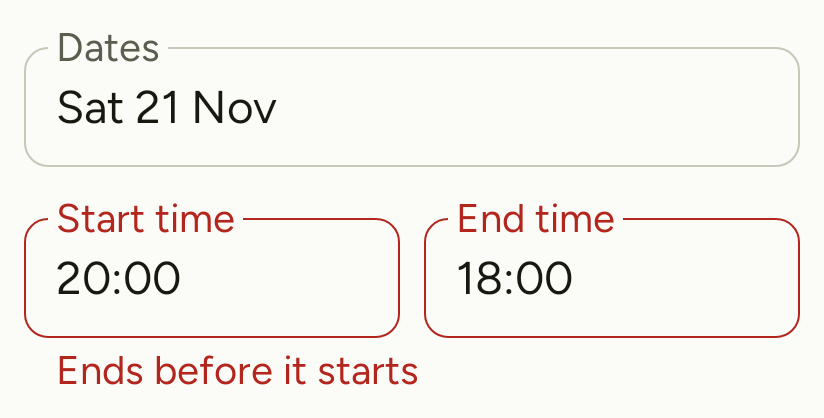 Dates
Sat 21 Nov
Start time
End time
20:00
18:00
Ends before it starts